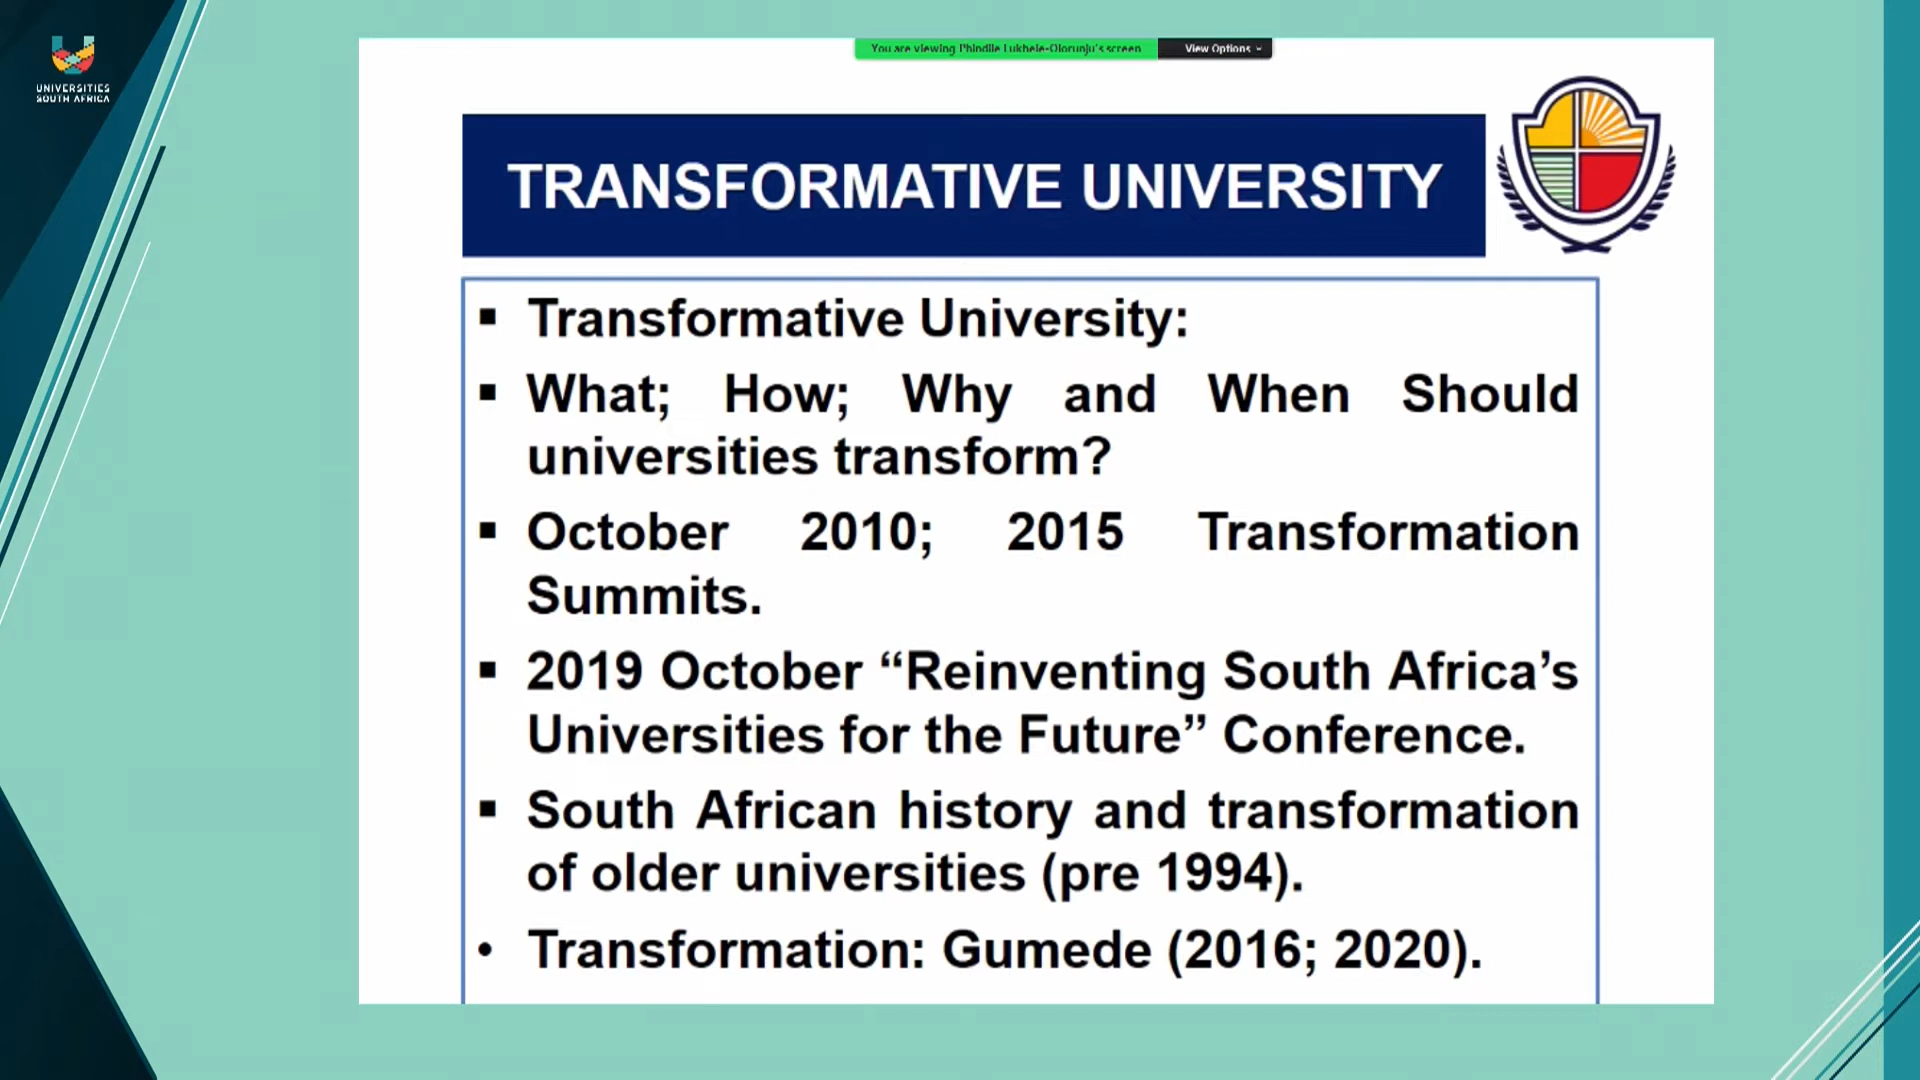 UNIVERSITIES
SOUTH AFRICA
You are viewing Phindile Lukhele-Olorunju's screen
View Options
TRANSFORMATIVE UNIVERSITY
▪ Transformative University:
▪ What; How; Why and When Should
universities transform?
▪ October 2010; 2015 Transformation
Summits.
▪ 2019 October “Reinventing South Africa’s
Universities for the Future” Conference.
▪ South African history and transformation
of older universities (pre 1994).
• Transformation: Gumede (2016; 2020).